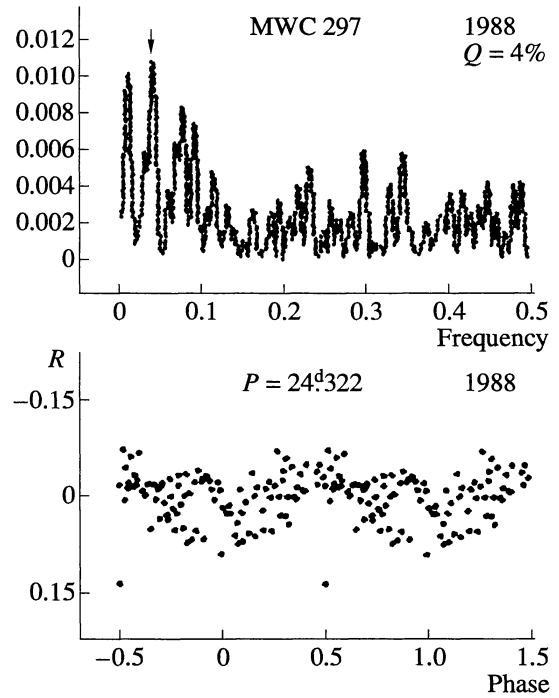 MWC 297 1988
Q = 4%
0.012
0.010
0.008
0.006
0.004
0.002
0
0 0.1 0.2 0.3 0.4 0.5
Frequency
R
P = 24.ᵈ322 1988
−0.15
0
0.15
−0.5 0 0.5 1.0 1.5
Phase